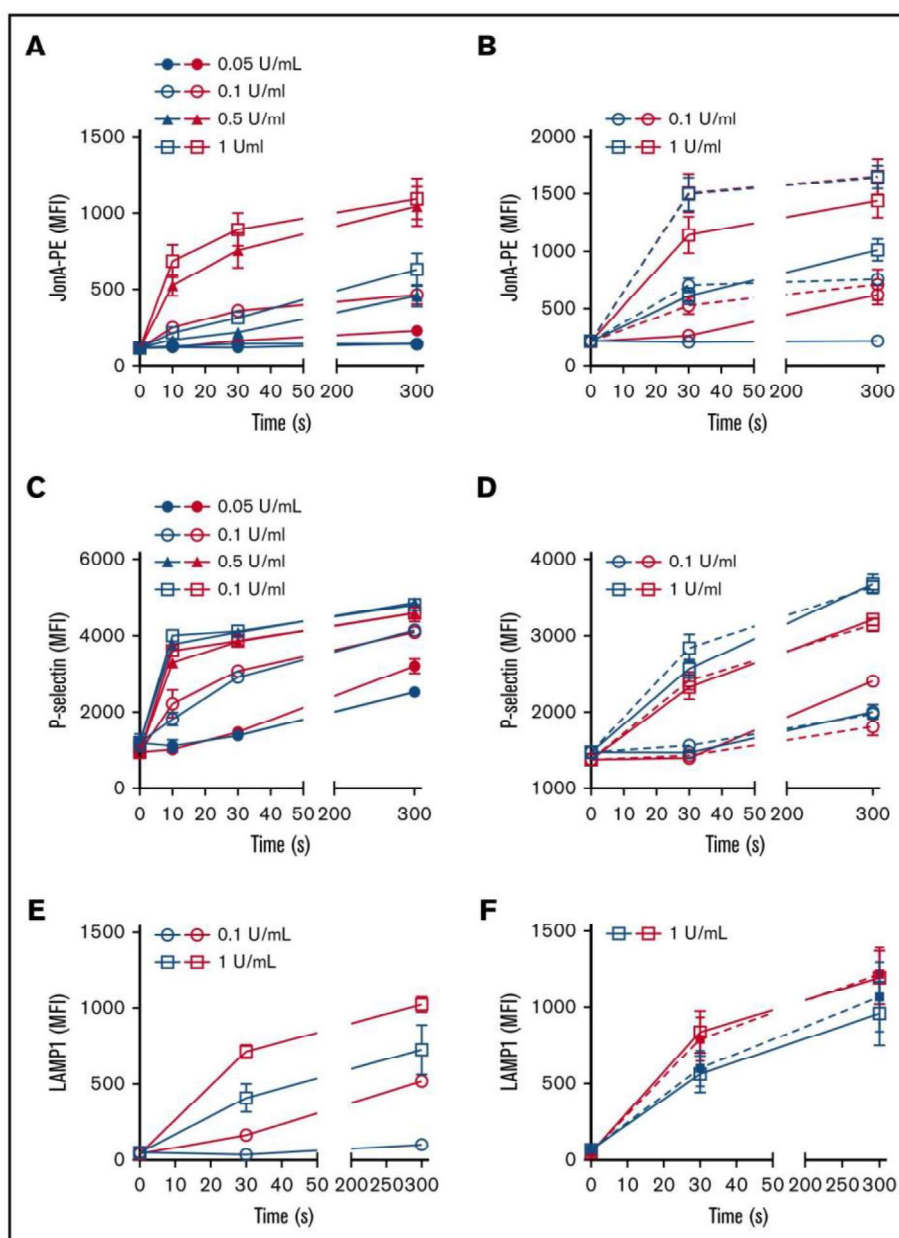 A
0.05 U/mL
0.1 U/ml
0.5 U/ml
1 Uml
JonA-PE (MFI)
1500
1000
500
0
0 10 20 30 40 50 200 300
Time (s)
B
0.1 U/ml
1 U/ml
JonA-PE (MFI)
2000
1500
1000
500
0
0 10 20 30 40 50 200 300
Time (s)
C
0.05 U/mL
0.1 U/ml
0.5 U/ml
0.1 U/ml
P-selectin (MFI)
6000
4000
2000
0
0 10 20 30 40 50 200 300
Time (s)
D
0.1 U/ml
1 U/ml
P-selectin (MFI)
4000
3000
2000
1000
0 10 20 30 40 50 200 300
Time (s)
E
0.1 U/mL
1 U/mL
LAMP1 (MFI)
1500
1000
500
0
0 10 20 30 40 50 200 250 300
Time (s)
F
1 U/mL
LAMP1 (MFI)
1500
1000
500
0
0 10 20 30 40 50 200 300
Time (s)